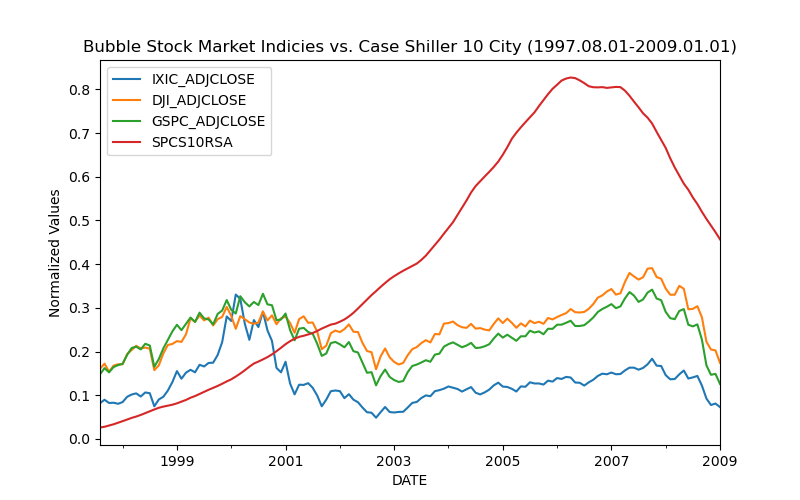 Bubble Stock Market Indicies vs. Case Shiller 10 City (1997.08.01-2009.01.01)
IXIC_ADJCLOSE
DJI_ADJCLOSE
GSPC_ADJCLOSE
SPCS10RSA
Normalized Values
0.8
0.7
0.6
0.5
0.4
0.3
0.2
0.1
0.0
1999 2001 2003 2005 2007 2009
DATE